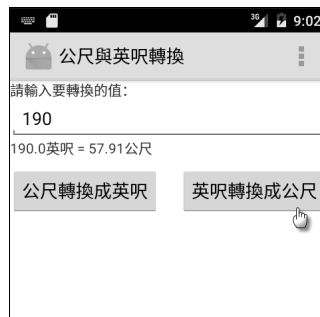 3G 9:02
公尺與英呎轉換
請輸入要轉換的值：
190
190.0英呎 = 57.91公尺
公尺轉換成英呎 英呎轉換成公尺